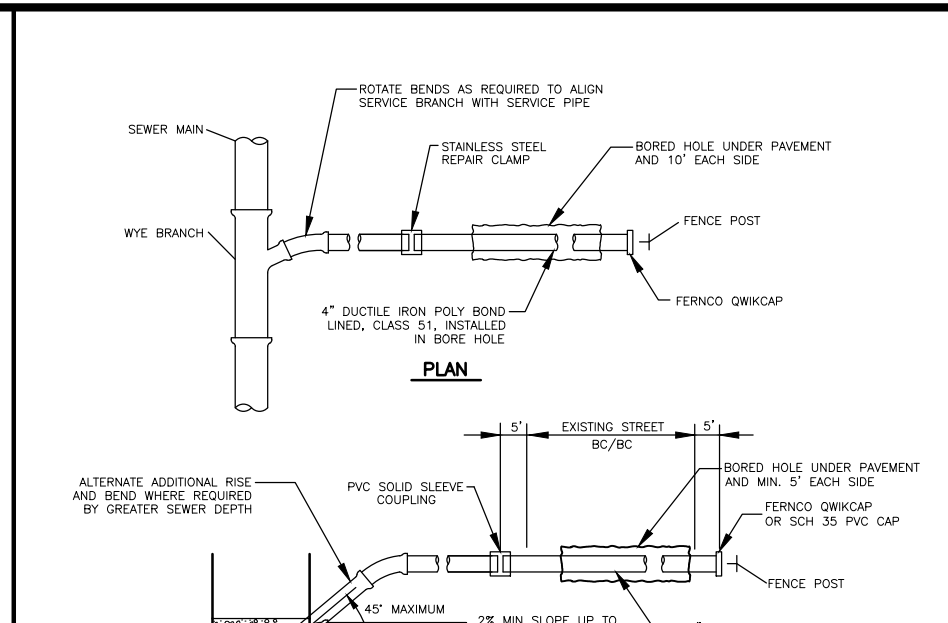 ROTATE BENDS AS REQUIRED TO ALIGN
SERVICE BRANCH WITH SERVICE PIPE
SEWER MAIN
STAINLESS STEEL
REPAIR CLAMP
BORED HOLE UNDER PAVEMENT
AND 10' EACH SIDE
WYE BRANCH
FENCE POST
4" DUCTILE IRON POLY BOND
LINED, CLASS 51, INSTALLED
IN BORE HOLE
FERNCO QWIKCAP
PLAN
5'
EXISTING STREET
BC/BC
5'
ALTERNATE ADDITIONAL RISE
AND BEND WHERE REQUIRED
BY GREATER SEWER DEPTH
PVC SOLID SLEEVE
COUPLING
BORED HOLE UNDER PAVEMENT
AND MIN. 5' EACH SIDE
FERNCO QWIKCAP
OR SCH 35 PVC CAP
FENCE POST
45° MAXIMUM
2% MIN SLOPE UP TO